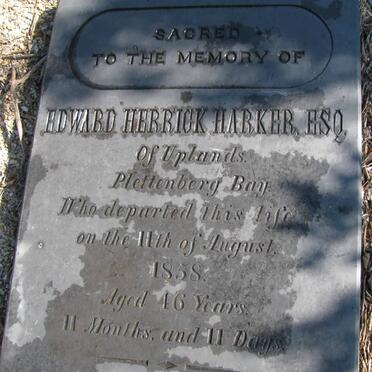 SACRED
TO THE MEMORY OF
EDWARD HERRICK HARKER, ESQ.
Of Uplands.
Plettenberg Bay.
Who departed this life
on the 11th of August.
1858.
Aged 46 Years.
11 Months. and 11 Days.